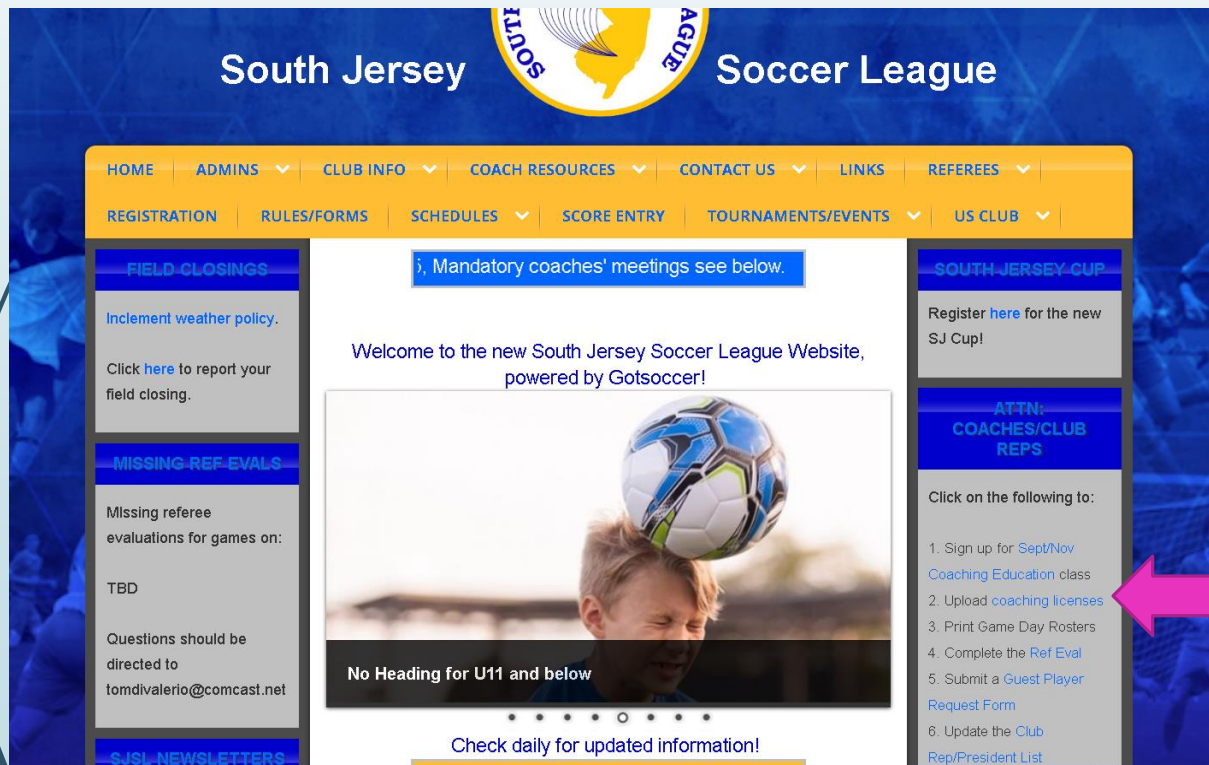 South Jersey
SOUTH
LEAGUE
Soccer League
HOME
ADMINS
CLUB INFO
COACH RESOURCES
CONTACT US
LINKS
REFEREES
REGISTRATION
RULES/FORMS
SCHEDULES
SCORE ENTRY
TOURNAMENTS/EVENTS
US CLUB
FIELD CLOSINGS
Inclement weather policy.
Click here to report your
field closing.
MISSING REF EVALS
MIssing referee
evaluations for games on:
TBD
Questions should be
directed to
tomdivalerio@comcast.net
SJSL NEWSLETTERS
, Mandatory coaches' meetings see below.
Welcome to the new South Jersey Soccer League Website,
powered by Gotsoccer!
No Heading for U11 and below
Check daily for updated information!
SOUTH JERSEY CUP
Register here for the new
SJ Cup!
ATTN:
COACHES/CLUB
REPS
Click on the following to:
1. Sign up for Sept/Nov
Coaching Education class
2. Upload coaching licenses
3. Print Game Day Rosters
4. Complete the Ref Eval
5. Submit a Guest Player
Request Form
6. Update the Club
Rep/President List